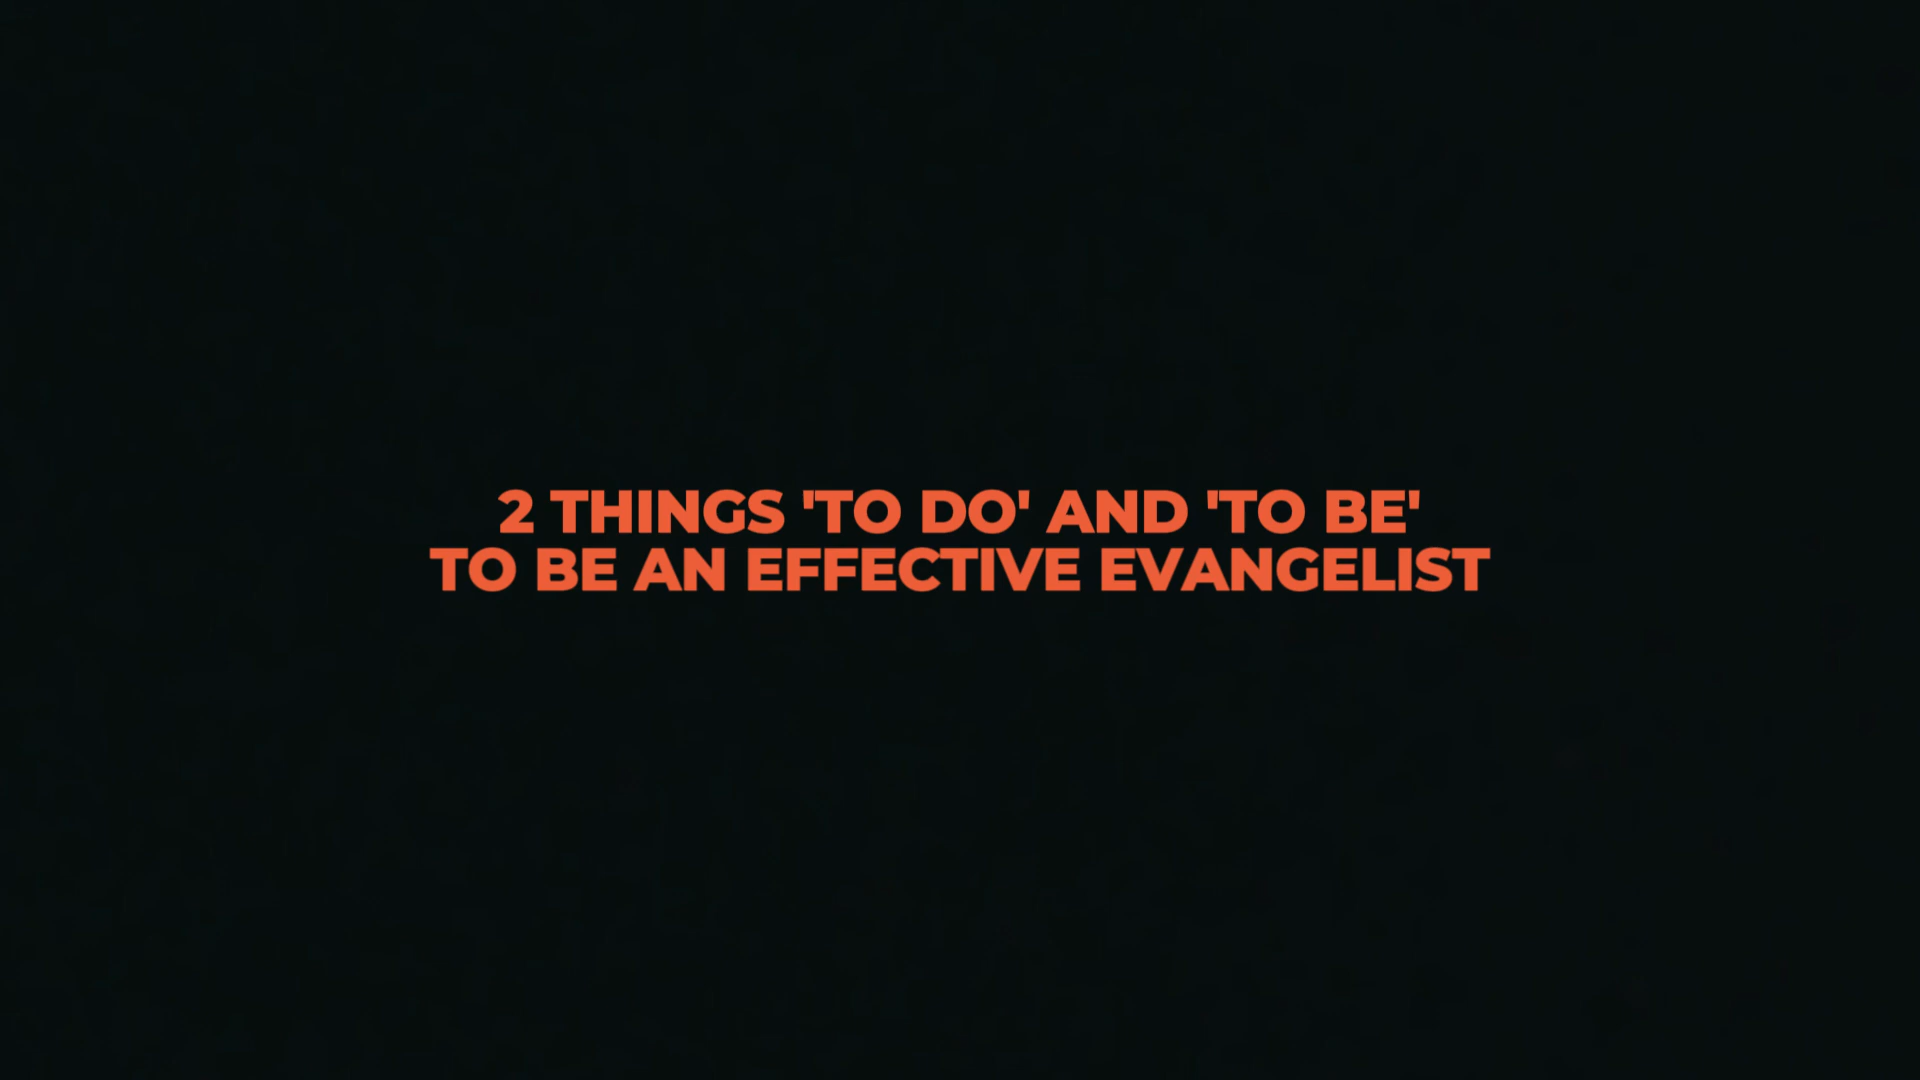 2 THINGS 'TO DO' AND 'TO BE'
TO BE AN EFFECTIVE EVANGELIST